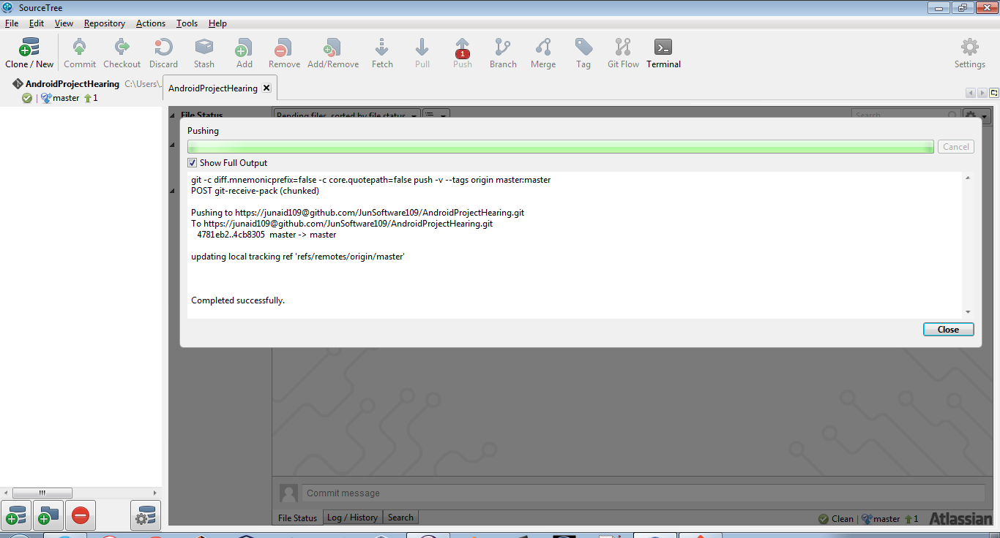 SourceTree
File Edit View Repository Actions Tools Help
Clone / New Commit Checkout Discard Stash Add Remove Add/Remove Fetch Pull Push 1 Branch Merge Tag Git Flow Terminal Settings
AndroidProjectHearing C:\Users\.
master 1
AndroidProjectHearing
File Status
Pending files, sorted by file status
Search
Pushing
Cancel
Show Full Output
git -c diff.mnemonicprefix=false -c core.quotepath=false push -v --tags origin master:master
POST git-receive-pack (chunked)
Pushing to https://junaid109@github.com/JunSoftware109/AndroidProjectHearing.git
To https://junaid109@github.com/JunSoftware109/AndroidProjectHearing.git
4781eb2..4cb8305 master -> master
updating local tracking ref 'refs/remotes/origin/master'
Completed successfully.
Close
Commit message
File Status Log / History Search
Clean master 1 Atlassian